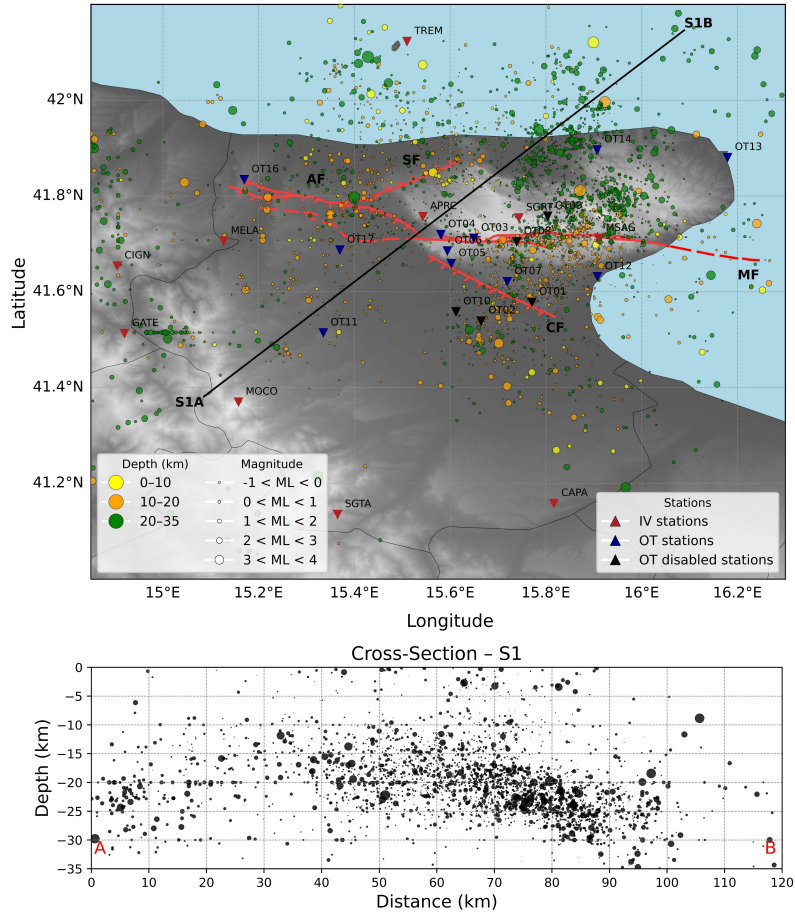 TREM
S1B
42°N
OT14
OT13
SF
OT16
AF
41.8°N
APRC
SGRT
OT09
OT04
OT03
OT08
MSAG
MELA
OT17
OT06
OT05
CIGN
OT07
OT12
MF
41.6°N
OT01
OT10
OT02
GATE
OT11
CF
41.4°N
S1A
MOCO
41.2°N
SGTA
CAPA
Latitude
Depth (km)
0–10
10–20
20–35
Magnitude
-1 < ML < 0
0 < ML < 1
1 < ML < 2
2 < ML < 3
3 < ML < 4
Stations
IV stations
OT stations
OT disabled stations
15°E 15.2°E 15.4°E 15.6°E 15.8°E 16°E 16.2°E
Longitude
Cross-Section – S1
0
−5
−10
−15
−20
−25
−30
−35
Depth (km)
A
B
0 10 20 30 40 50 60 70 80 90 100 110 120
Distance (km)